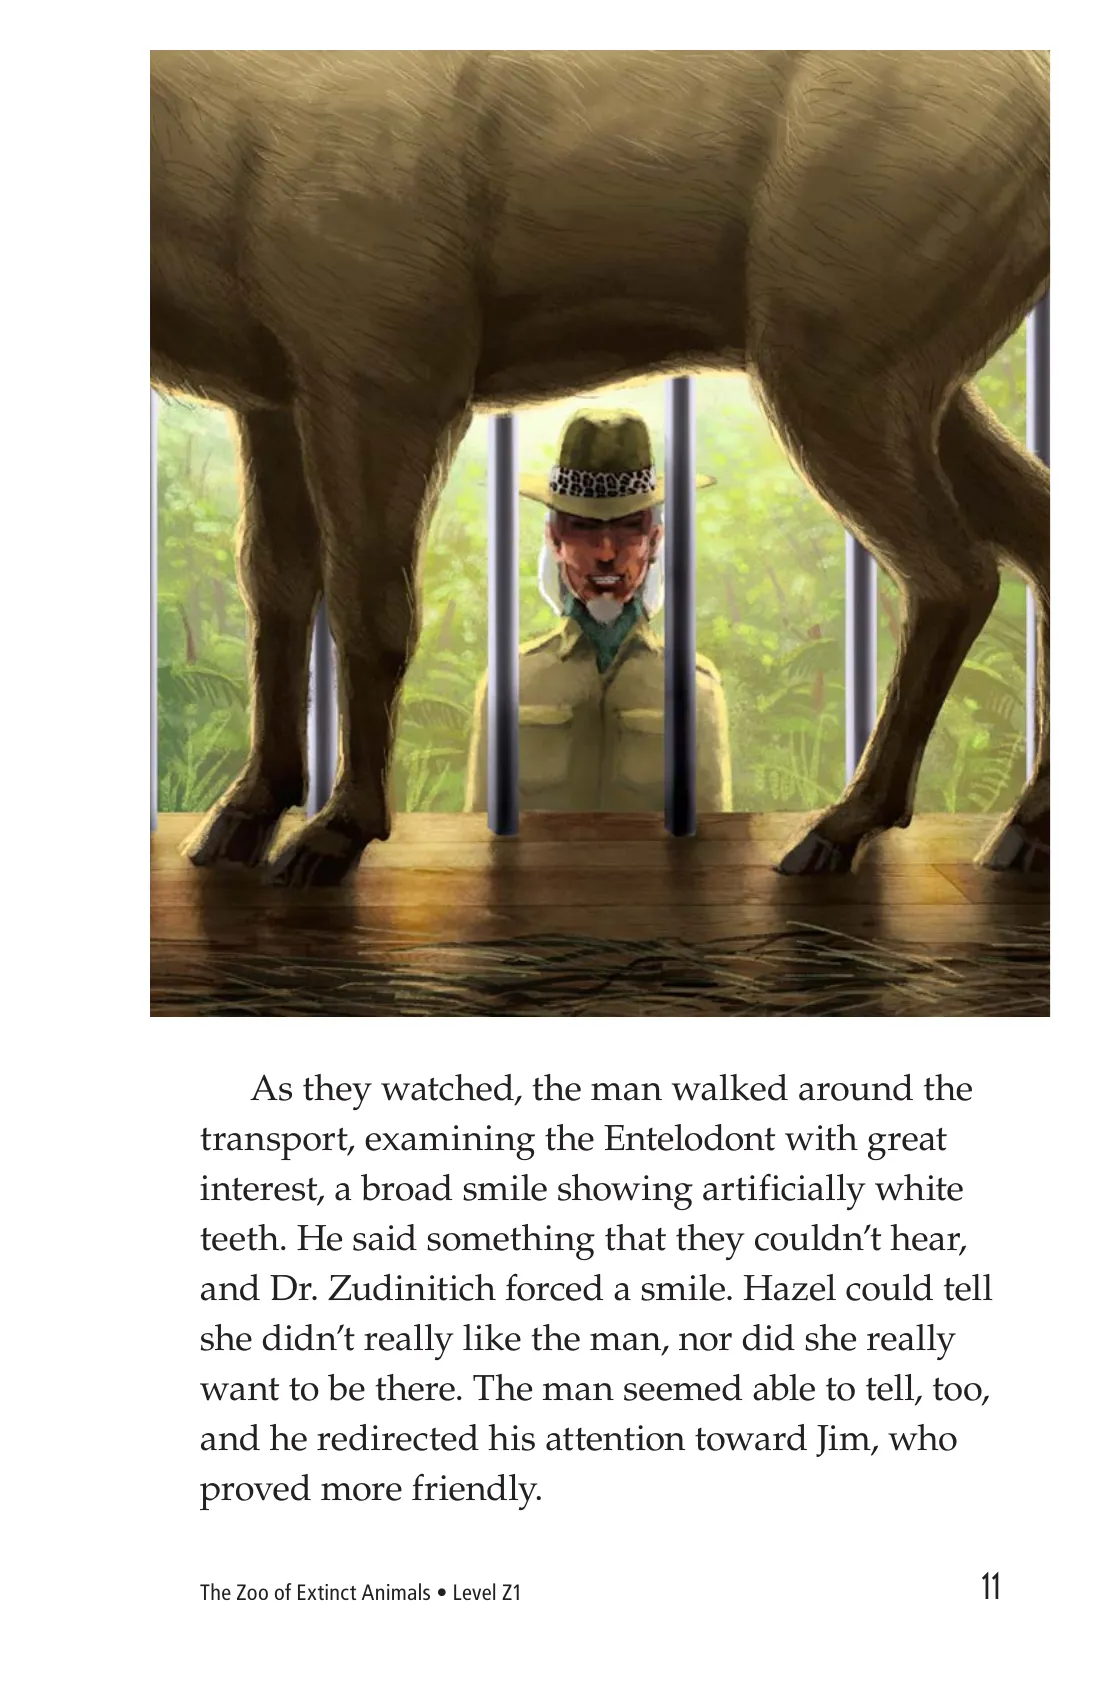 As they watched, the man walked around the
transport, examining the Entelodont with great
interest, a broad smile showing artificially white
teeth. He said something that they couldn’t hear,
and Dr. Zudinitich forced a smile. Hazel could tell
she didn’t really like the man, nor did she really
want to be there. The man seemed able to tell, too,
and he redirected his attention toward Jim, who
proved more friendly.
The Zoo of Extinct Animals • Level Z1
11